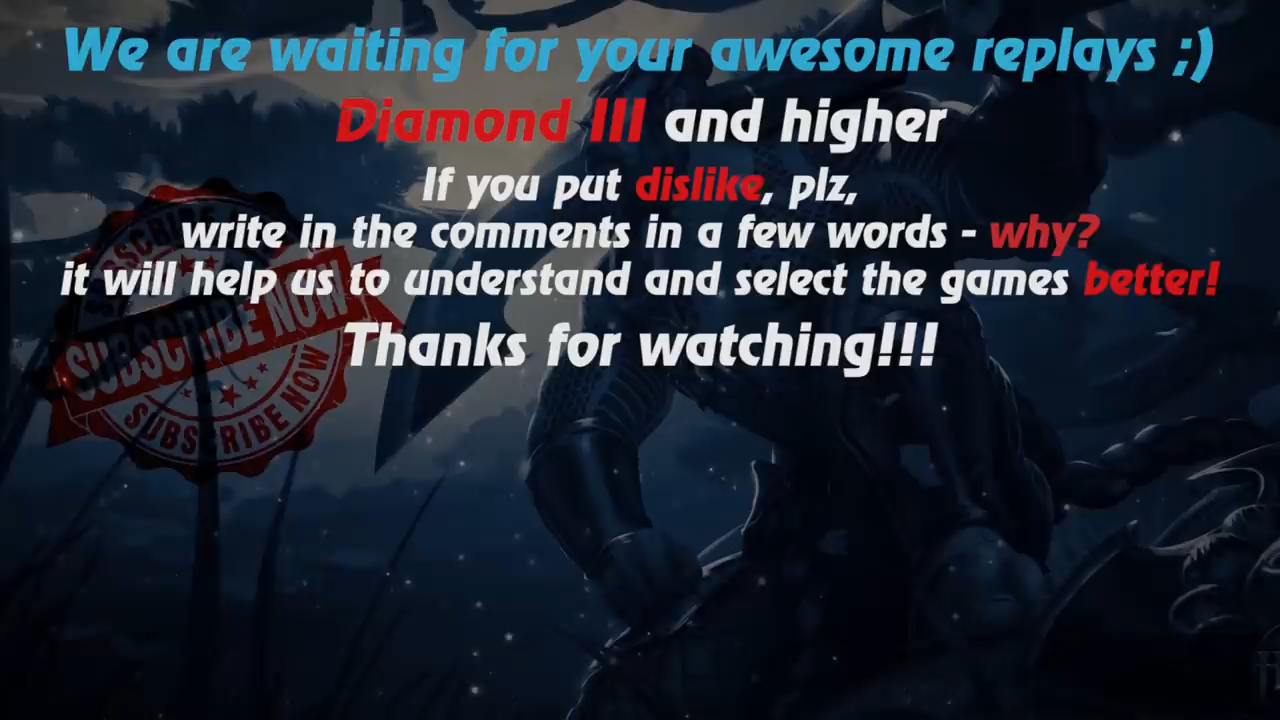 We are waiting for your awesome replays ;)
Diamond III and higher
If you put dislike, plz,
write in the comments in a few words - why?
it will help us to understand and select the games better!
Thanks for watching!!!
SUBSCRIBE NOW
SUBSCRIBE NOW